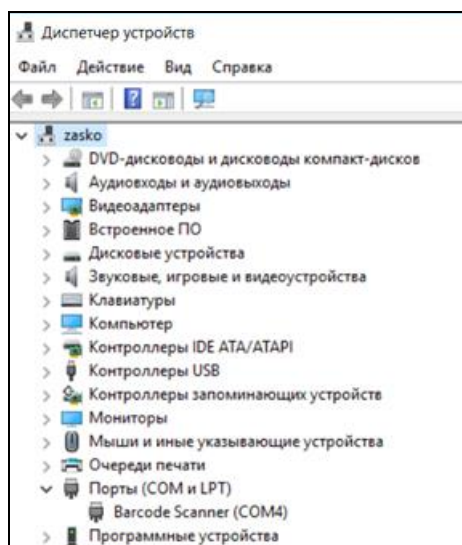 Диспетчер устройств
Файл Действие Вид Справка
zasko
DVD-дисководы и дисководы компакт-дисков
Аудиовходы и аудиовыходы
Видеоадаптеры
Встроенное ПО
Дисковые устройства
Звуковые, игровые и видеоустройства
Клавиатуры
Компьютер
Контроллеры IDE ATA/ATAPI
Контроллеры USB
Контроллеры запоминающих устройств
Мониторы
Мыши и иные указывающие устройства
Очереди печати
Порты (COM и LPT)
Barcode Scanner (COM4)
Программные устройства